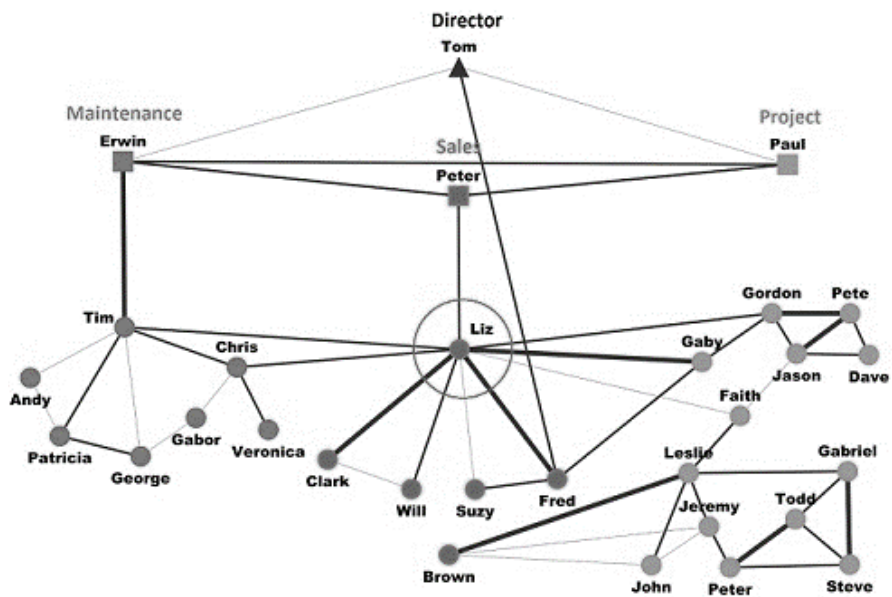 Director
Tom
Maintenance
Erwin
Sales
Peter
Project
Paul
Tim
Chris
Liz
Gordon
Pete
Gaby
Jason
Dave
Andy
Faith
Patricia
Gabor
Veronica
George
Clark
Will
Suzy
Fred
Leslie
Gabriel
Jeremy
Todd
Brown
John
Peter
Steve